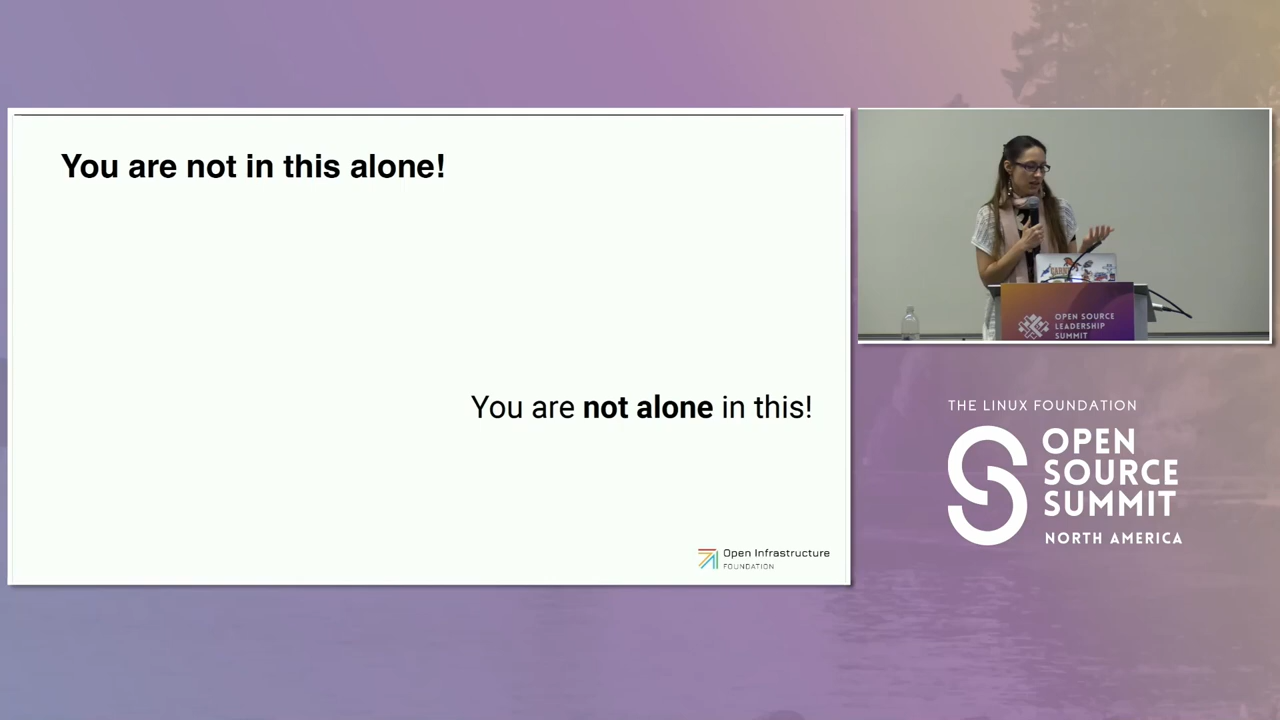 You are not in this alone!
You are not alone in this!
Open Infrastructure
FOUNDATION
OPEN SOURCE
LEADERSHIP
SUMMIT
THE LINUX FOUNDATION
OPEN
SOURCE
SUMMIT
NORTH AMERICA